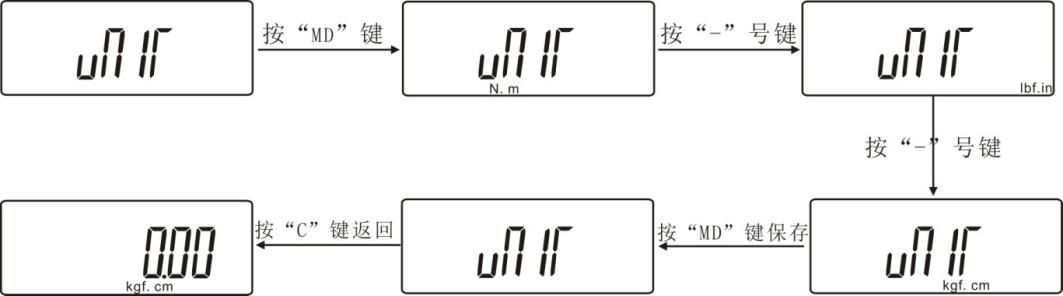 uNIT
按“MD”键
uNIT
N. m
按“-”号键
uNIT
lbf.in
按“-”号键
uNIT
kgf. cm
按“MD”键保存
uNIT
按“C”键返回
0.00
kgf. cm